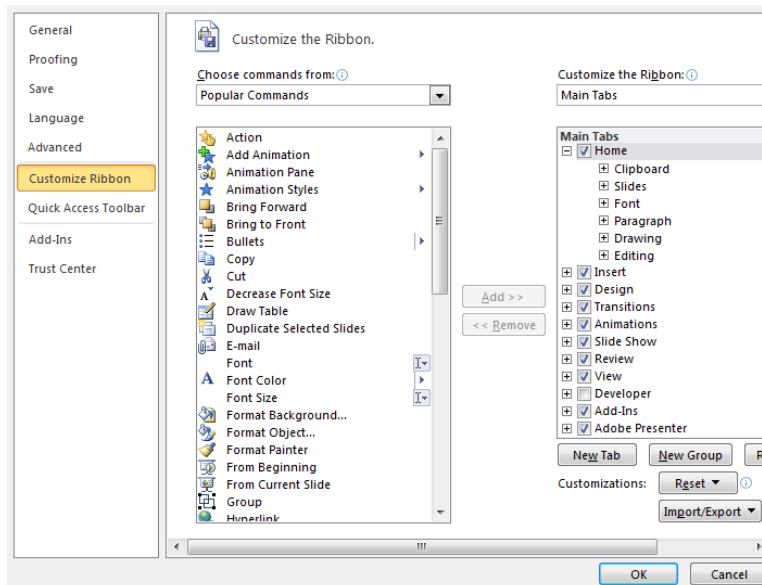 General
Proofing
Save
Language
Advanced
Customize Ribbon
Quick Access Toolbar
Add-Ins
Trust Center
Customize the Ribbon.
Choose commands from:
Popular Commands
Action
Add Animation
Animation Pane
Animation Styles
Bring Forward
Bring to Front
Bullets
Copy
Cut
Decrease Font Size
Draw Table
Duplicate Selected Slides
E-mail
Font
Font Color
Font Size
Format Background...
Format Object...
Format Painter
From Beginning
From Current Slide
Group
Hyperlink
Add >>
<< Remove
Customize the Ribbon:
Main Tabs
Main Tabs
Home
Clipboard
Slides
Font
Paragraph
Drawing
Editing
Insert
Design
Transitions
Animations
Slide Show
Review
View
Developer
Add-Ins
Adobe Presenter
New Tab New Group R
Customizations: Reset
Import/Export
OK Cancel